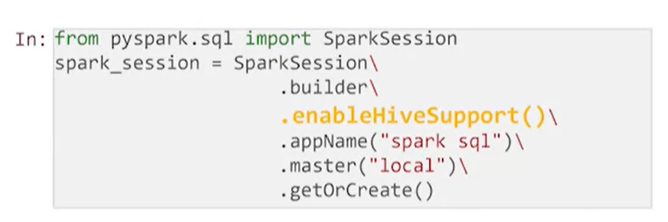 In: from pyspark.sql import SparkSession
spark_session = SparkSession\
.builder\
.enableHiveSupport()\
.appName("spark sql")\
.master("local")\
.getOrCreate()